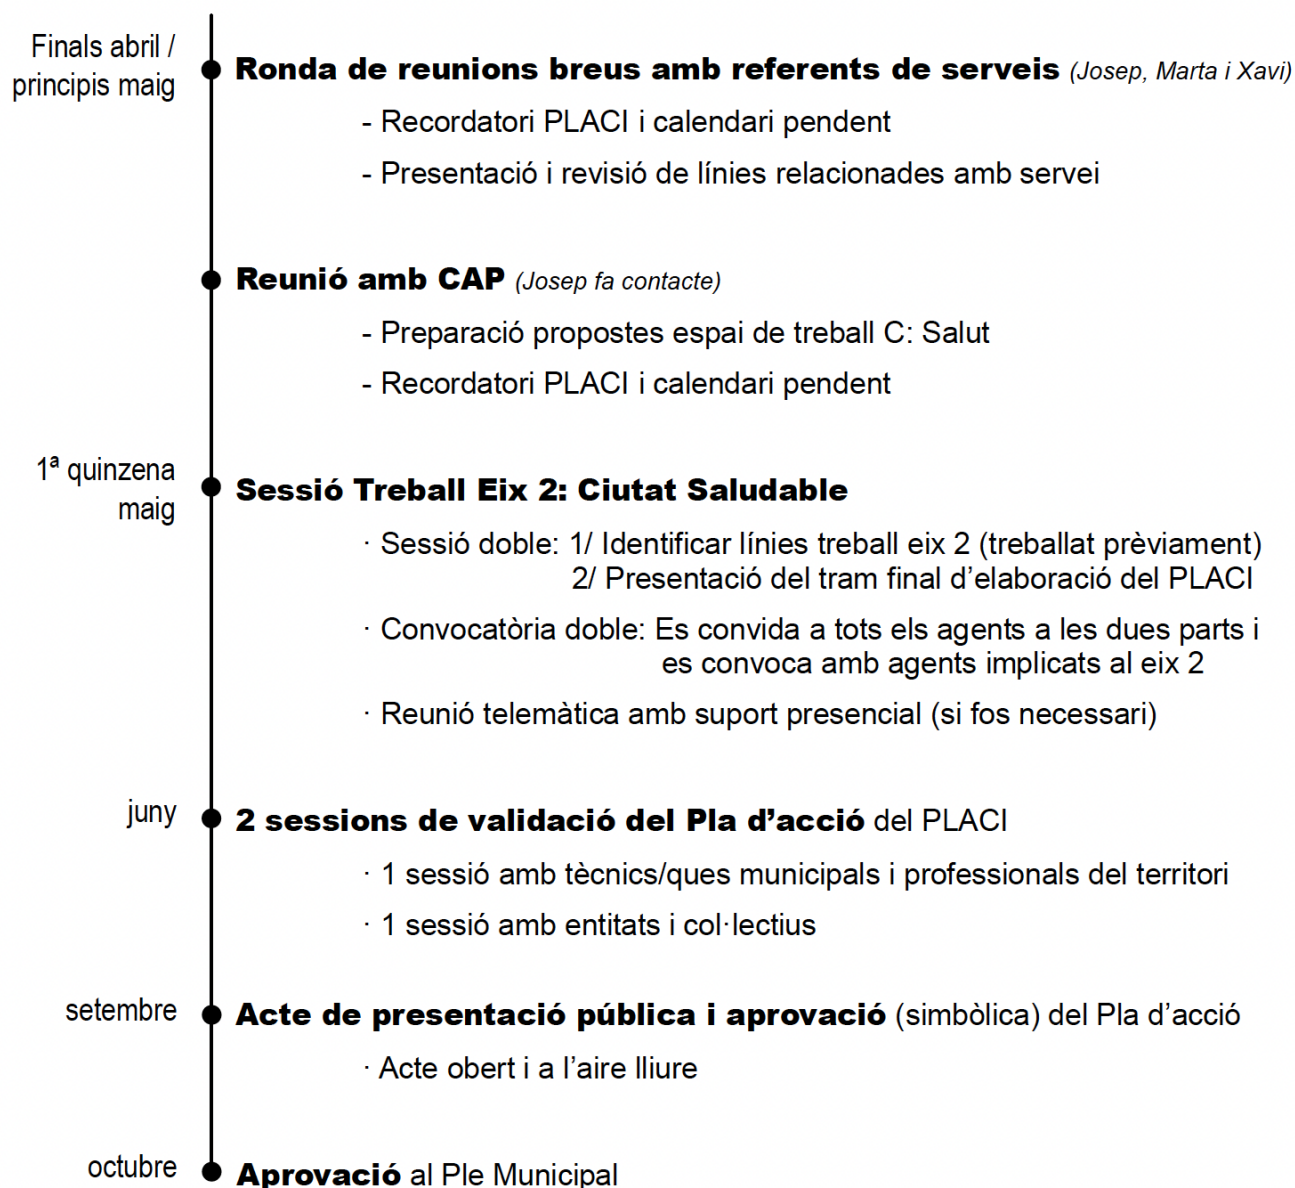 Finals abril /
principis maig
Ronda de reunions breus amb referents de serveis (Josep, Marta i Xavi)
- Recordatori PLACI i calendari pendent
- Presentació i revisió de línies relacionades amb servei
Reunió amb CAP (Josep fa contacte)
- Preparació propostes espai de treball C: Salut
- Recordatori PLACI i calendari pendent
1ª quinzena
maig
Sessió Treball Eix 2: Ciutat Saludable
· Sessió doble: 1/ Identificar línies treball eix 2 (treballat prèviament)
2/ Presentació del tram final d’elaboració del PLACI
· Convocatòria doble: Es convida a tots els agents a les dues parts i
es convoca amb agents implicats al eix 2
· Reunió telemàtica amb suport presencial (si fos necessari)
juny
2 sessions de validació del Pla d’acció del PLACI
· 1 sessió amb tècnics/ques municipals i professionals del territori
· 1 sessió amb entitats i col·lectius
setembre
Acte de presentació pública i aprovació (simbòlica) del Pla d’acció
· Acte obert i a l’aire lliure
octubre
Aprovació al Ple Municipal